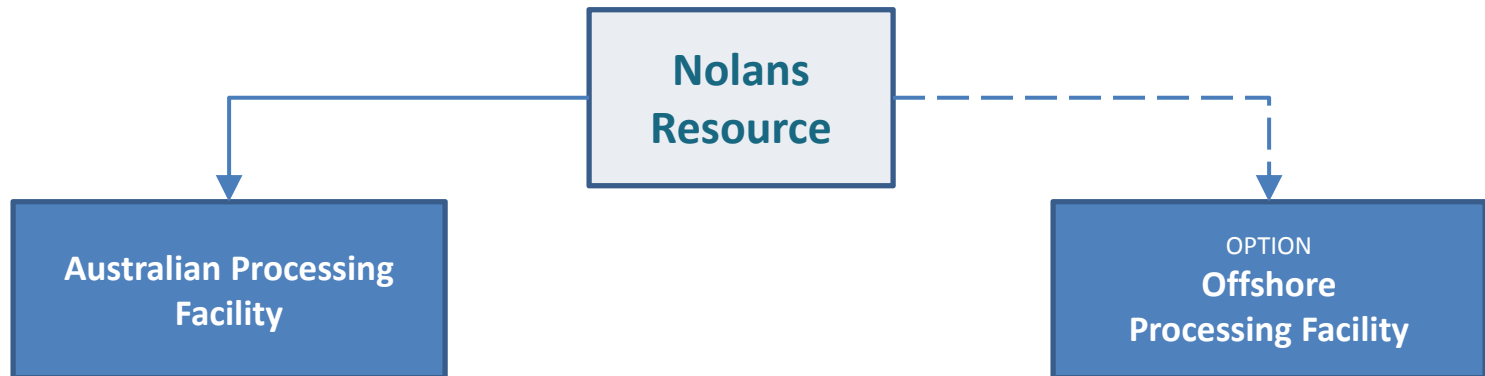 Nolans
Resource
Australian Processing
Facility
OPTION
Offshore
Processing Facility